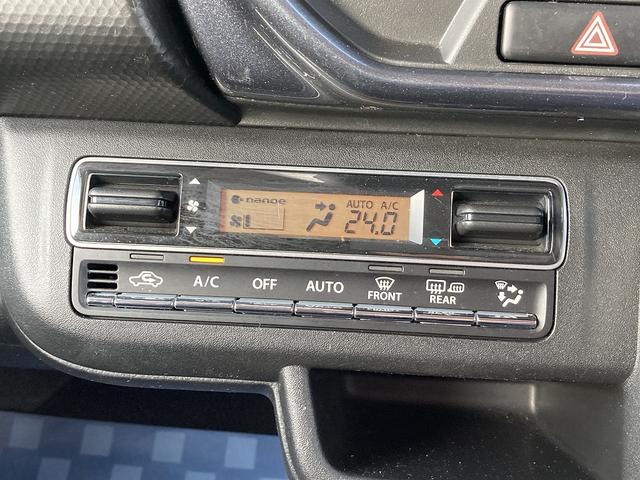 nanoe
AUTO A/C
24.0
A/C OFF AUTO FRONT REAR